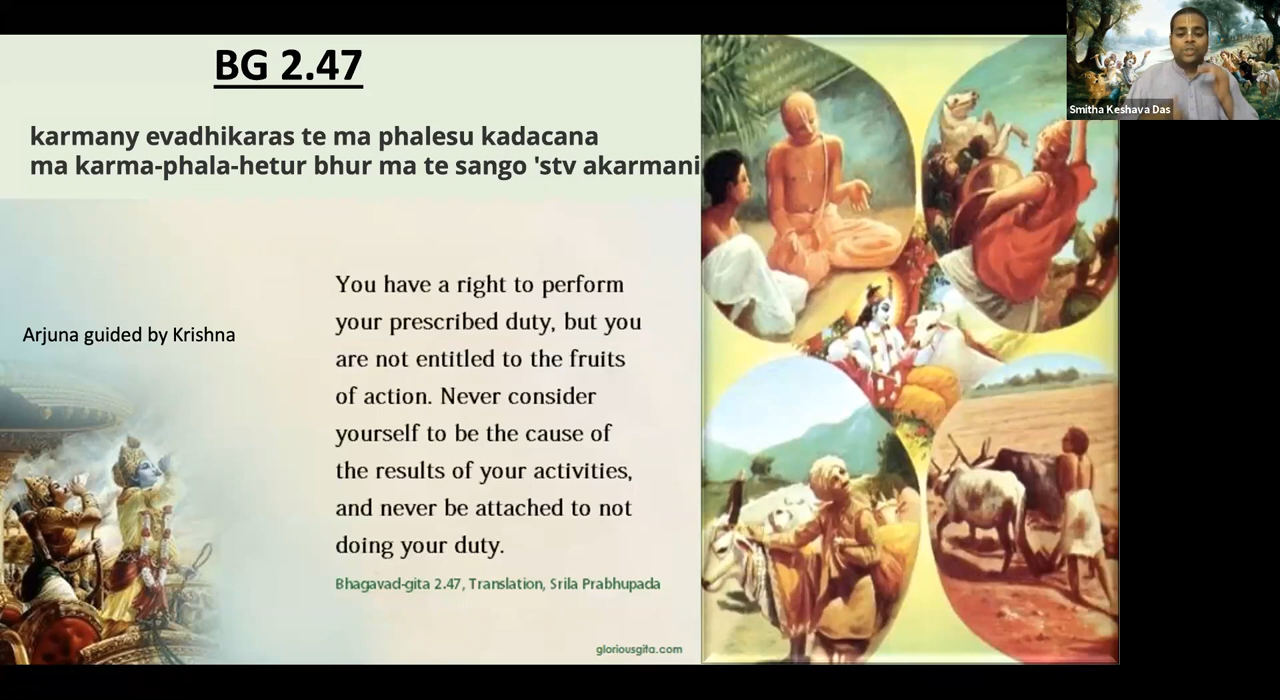 BG 2.47
karmany evadhikaras te ma phalesu kadacana
ma karma-phala-hetur bhur ma te sango 'stv akarmani
Arjuna guided by Krishna
You have a right to perform
your prescribed duty, but you
are not entitled to the fruits
of action. Never consider
yourself to be the cause of
the results of your activities,
and never be attached to not
doing your duty.
Bhagavad-gita 2.47, Translation, Srila Prabhupada
gloriousgita.com
Smitha Keshava Das